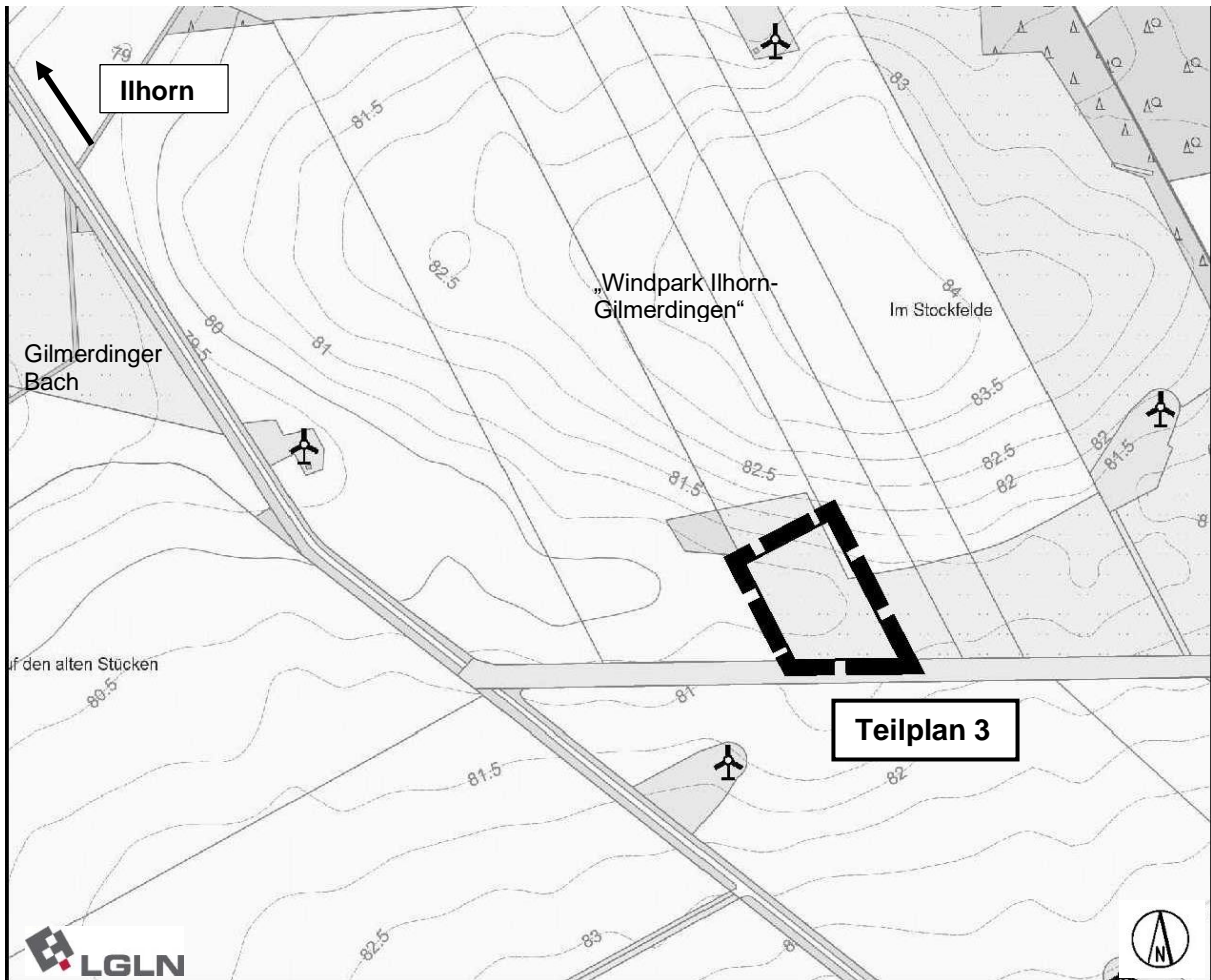 79
Ilhorn
81.5
83
82.5
„Windpark Ilhorn-
Gilmerdingen“
84
Im Stockfelde
80
79.5
81
Gilmerdinger
Bach
83.5
82
81.5
82.5
82.5
81.5
82
uf den alten Stücken
80.5
81
Teilplan 3
81.5
82
82.5
83
LGLN
N